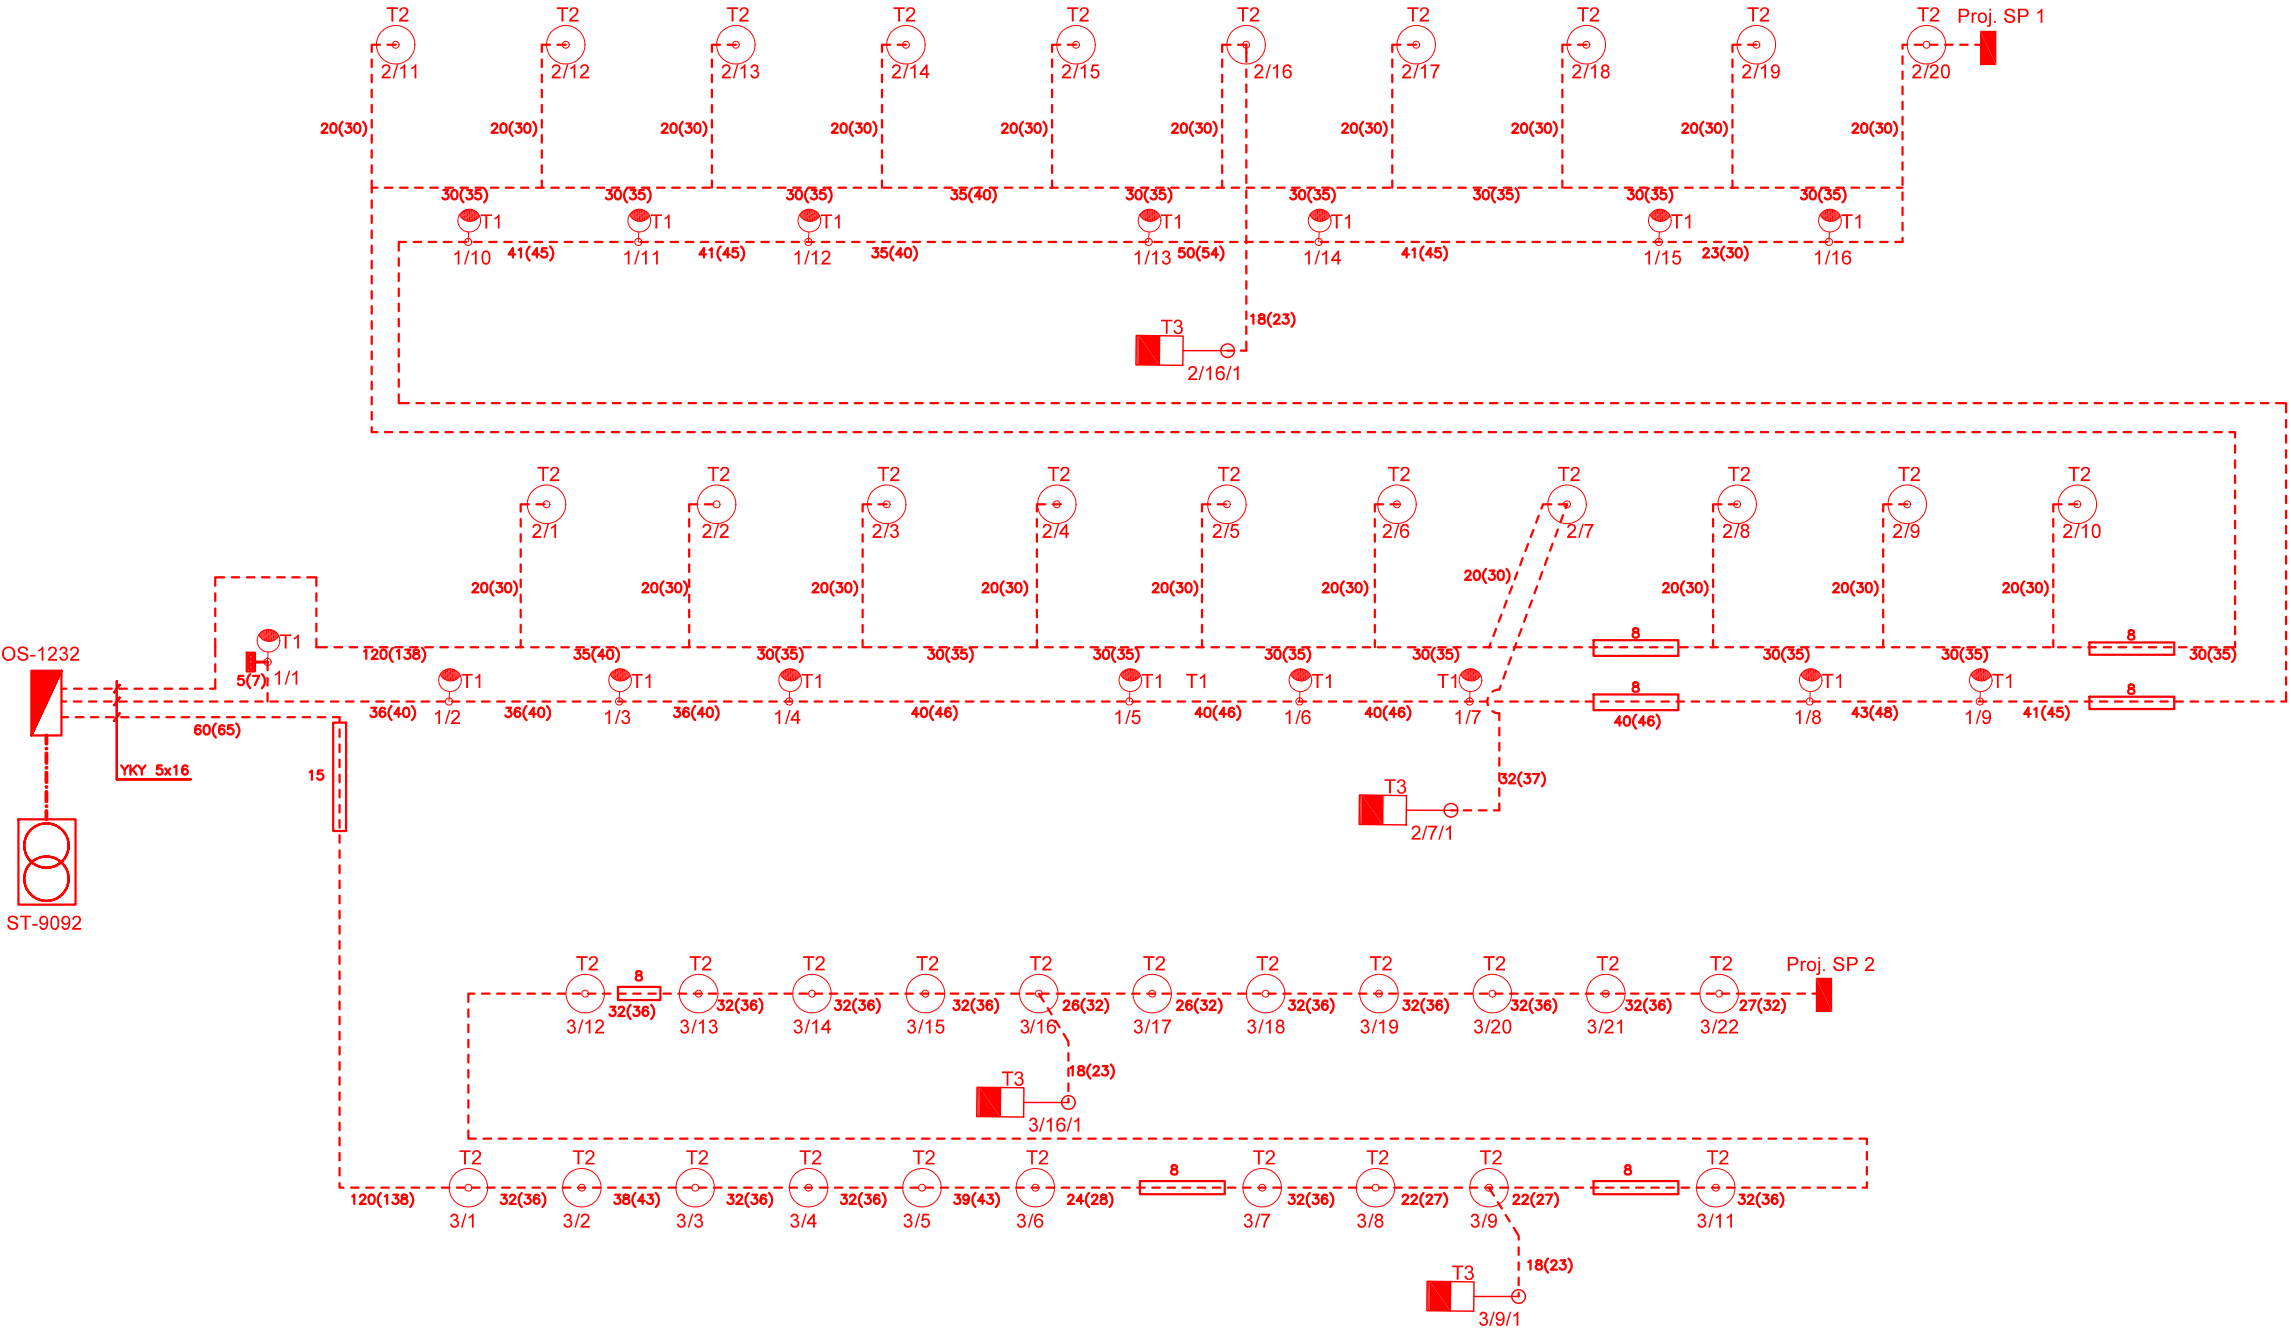 T2 T2 T2 T2 T2 T2 T2 T2 T2 T2 Proj. SP 1
2/11 2/12 2/13 2/14 2/15 2/16 2/17 2/18 2/19 2/20
20(30) 20(30) 20(30) 20(30) 20(30) 20(30) 20(30) 20(30) 20(30) 20(30)
30(35) 30(35) 30(35) 35(40) 30(35) 30(35) 30(35) 30(35) 30(35)
T1 T1 T1 T1 T1 T1 T1
1/10 41(45) 1/11 41(45) 1/12 35(40) 1/13 50(54) 1/14 41(45) 1/15 23(30) 1/16
18(23)
T3
2/16/1
T2 T2 T2 T2 T2 T2 T2 T2 T2 T2
2/1 2/2 2/3 2/4 2/5 2/6 2/7 2/8 2/9 2/10
20(30) 20(30) 20(30) 20(30) 20(30) 20(30) 20(30) 20(30) 20(30) 20(30)
8 8
OS-1232 T1 120(138) 35(40) 30(35) 30(35) 30(35) 30(35) 30(35) 30(35) 30(35) 30(35)
5(7) 1/1 T1 T1 T1 T1 T1 T1 T1 8 T1 T1 8
36(40) 1/2 36(40) 1/3 36(40) 1/4 40(46) 1/5 40(46) 1/6 40(46) 1/7 40(46) 1/8 43(48) 1/9 41(45)
60(65)
YKY 5x16
15
32(37)
T3
2/7/1
ST-9092
T2 8 T2 T2 T2 T2 T2 T2 T2 T2 T2 T2 Proj. SP 2
32(36) 32(36) 32(36) 32(36) 26(32) 26(32) 32(36) 32(36) 32(36) 32(36) 27(32)
3/12 3/13 3/14 3/15 3/16 3/17 3/18 3/19 3/20 3/21 3/22
18(23)
T3
3/16/1
T2 T2 T2 T2 T2 T2 8 T2 T2 T2 8 T2
120(138) 32(36) 38(43) 32(36) 32(36) 39(43) 24(28) 32(36) 22(27) 22(27) 32(36)
3/1 3/2 3/3 3/4 3/5 3/6 3/7 3/8 3/9 3/11
18(23)
T3
3/9/1